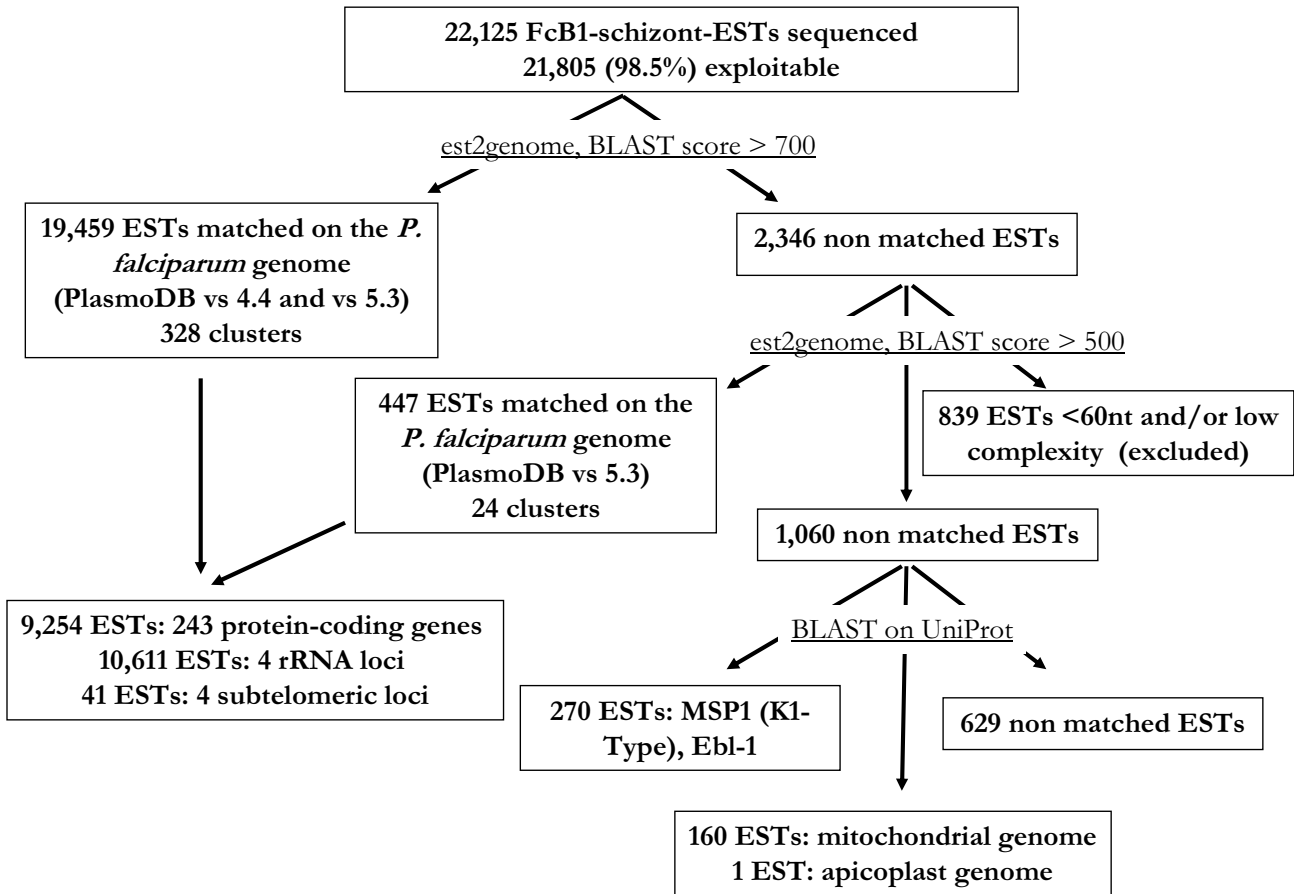 22,125 FcB1-schizont-ESTs sequenced
21,805 (98.5%) exploitable
est2genome, BLAST score > 700
19,459 ESTs matched on the P.
falciparum genome
(PlasmoDB vs 4.4 and vs 5.3)
328 clusters
2,346 non matched ESTs
est2genome, BLAST score > 500
447 ESTs matched on the
P. falciparum genome
(PlasmoDB vs 5.3)
24 clusters
839 ESTs <60nt and/or low
complexity (excluded)
1,060 non matched ESTs
9,254 ESTs: 243 protein-coding genes
10,611 ESTs: 4 rRNA loci
41 ESTs: 4 subtelomeric loci
BLAST on UniProt
270 ESTs: MSP1 (K1-
Type), Ebl-1
629 non matched ESTs
160 ESTs: mitochondrial genome
1 EST: apicoplast genome